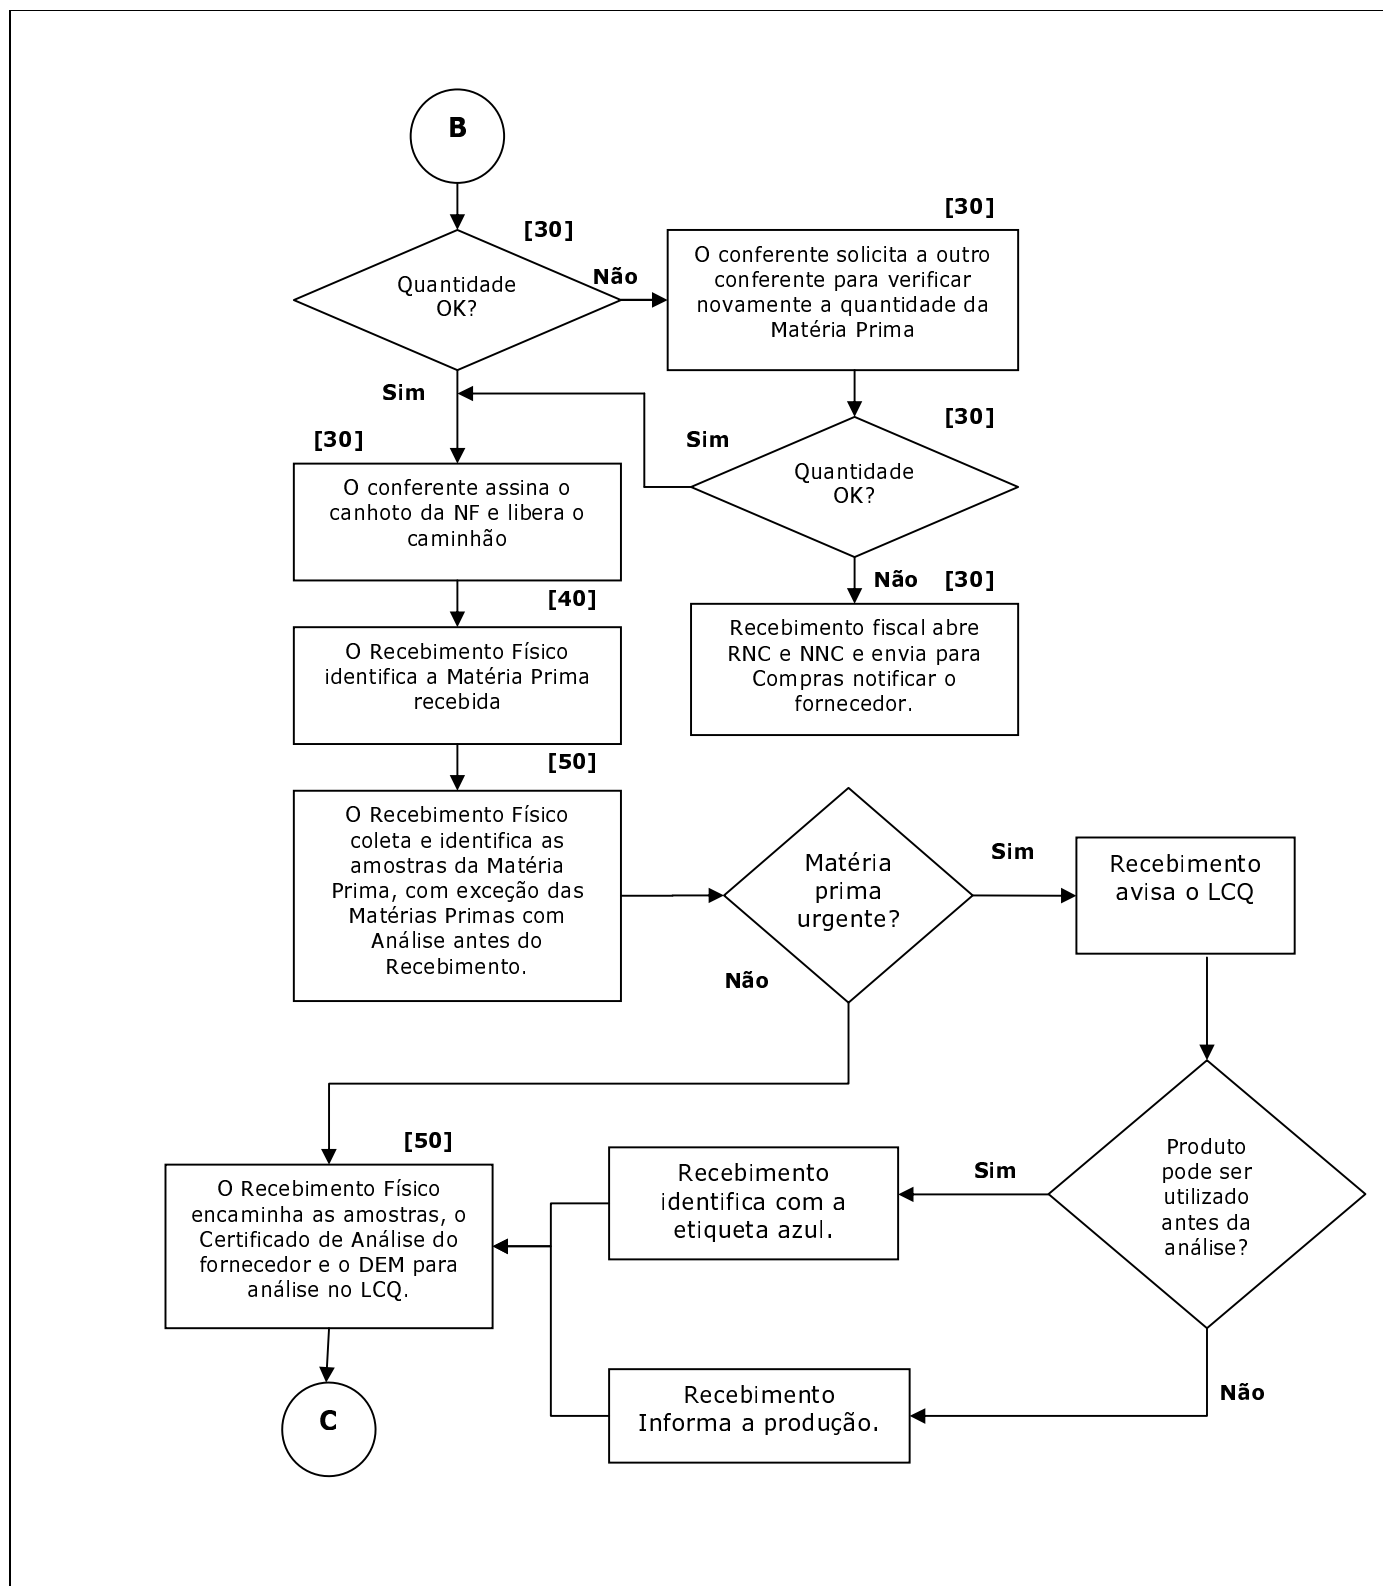 B
[30]
Quantidade
OK?
Não
[30]
O conferente solicita a outro
conferente para verificar
novamente a quantidade da
Matéria Prima
Sim
[30]
Quantidade
OK?
Sim
[30]
O conferente assina o
canhoto da NF e libera o
caminhão
Não
[30]
Recebimento fiscal abre
RNC e NNC e envia para
Compras notificar o
fornecedor.
[40]
O Recebimento Físico
identifica a Matéria Prima
recebida
[50]
O Recebimento Físico
coleta e identifica as
amostras da Matéria
Prima, com exceção das
Matérias Primas com
Análise antes do
Recebimento.
Matéria
prima
urgente?
Sim
Recebimento
avisa o LCQ
Não
Produto
pode ser
utilizado
antes da
análise?
Sim
Recebimento
identifica com a
etiqueta azul.
[50]
O Recebimento Físico
encaminha as amostras, o
Certificado de Análise do
fornecedor e o DEM para
análise no LCQ.
Não
Recebimento
Informa a produção.
C